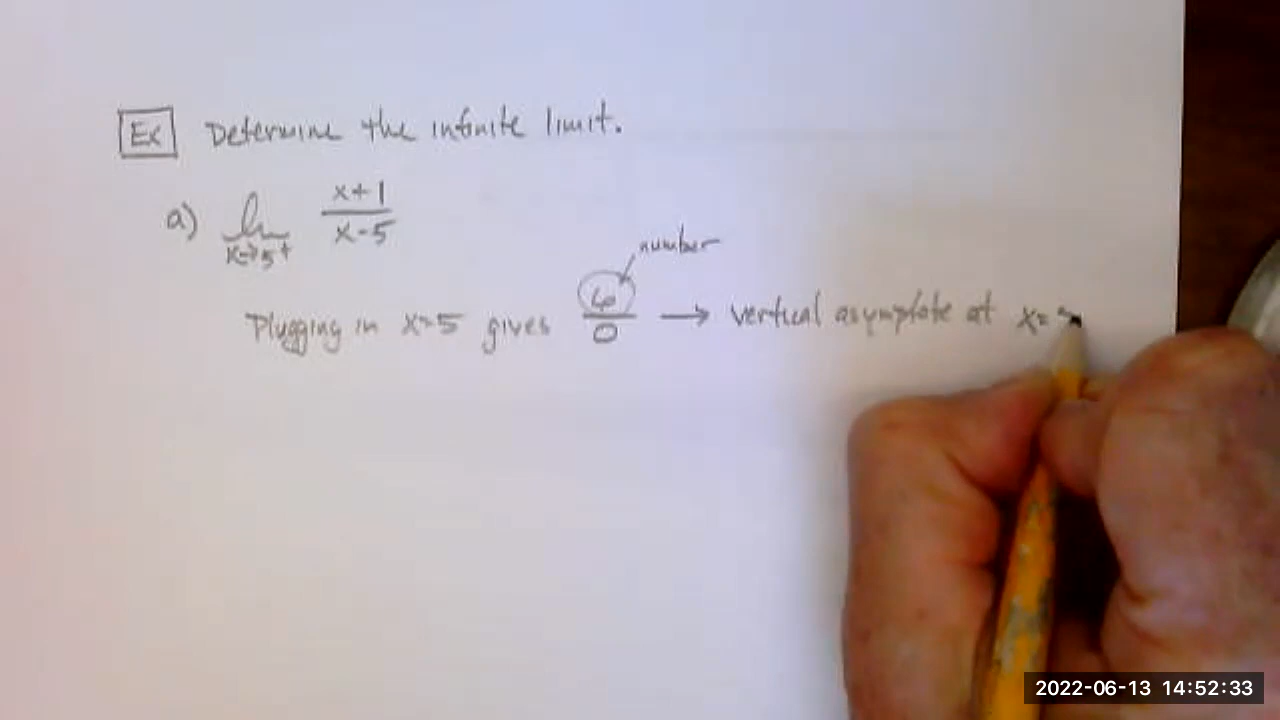 Ex Determine the infinite limit.
a) lim x→5+ x+1 / x-5
number
Plugging in x=5 gives 6/0 → vertical asymptote at x=
2022-06-13 14:52:33